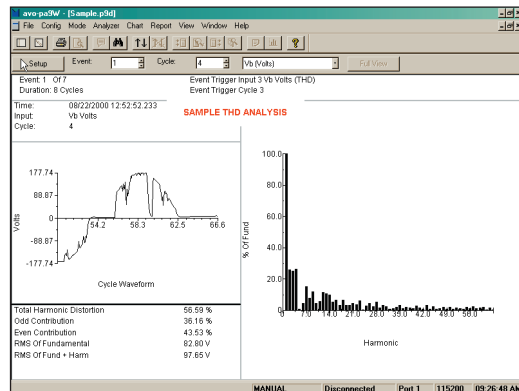 avo-pa9W - [Sample.p9d]
File Config Mode Analyzer Chart Report View Window Help
Setup Event: 1 Cycle: 4 Vb (Volts) Full View
Event: 1 Of 7 Event Trigger Input 3 Vb Volts (THD)
Duration: 8 Cycles Event Trigger Cycle 3
Time: 08/22/2000 12:52:52.233
Input: Vb Volts
Cycle: 4
SAMPLE THD ANALYSIS
177.74
88.87
0
-88.87
-177.74
Volts
54.2 58.3 62.5 66.6
Cycle Waveform
100.0
80.0
60.0
40.0
20.0
0
% Of Fund
7.0 14.0 21.0 28.0 35.0 42.0 49.0 56.0
Harmonic
Total Harmonic Distortion 56.59 %
Odd Contribution 36.16 %
Even Contribution 43.53 %
RMS Of Fundamental 82.80 V
RMS Of Fund + Harm 97.65 V
MANUAL Disconnected Port 1 115200 09:26:48 AM